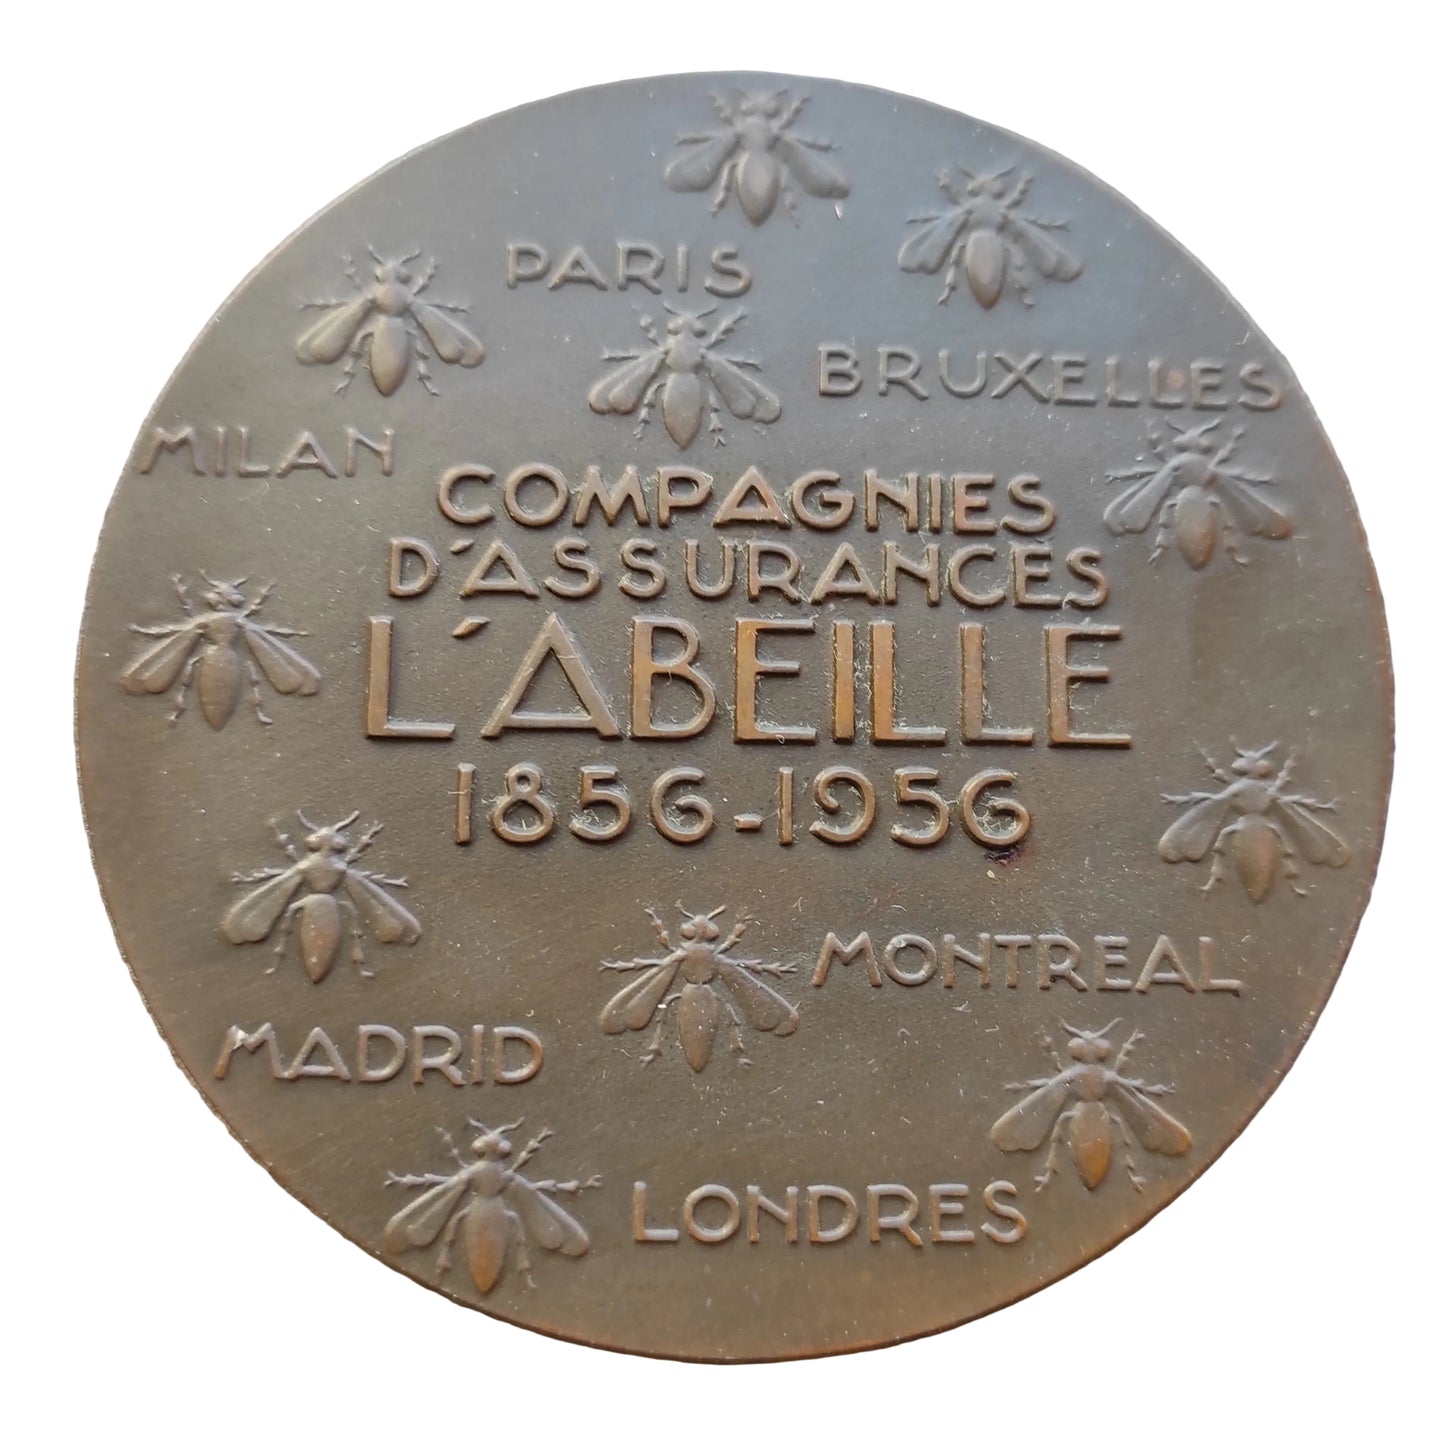 PARIS
BRUXELLES
MILAN
COMPAGNIES
D'ASSURANCES
L'ABEILLE
1856-1956
MONTREAL
MADRID
LONDRES